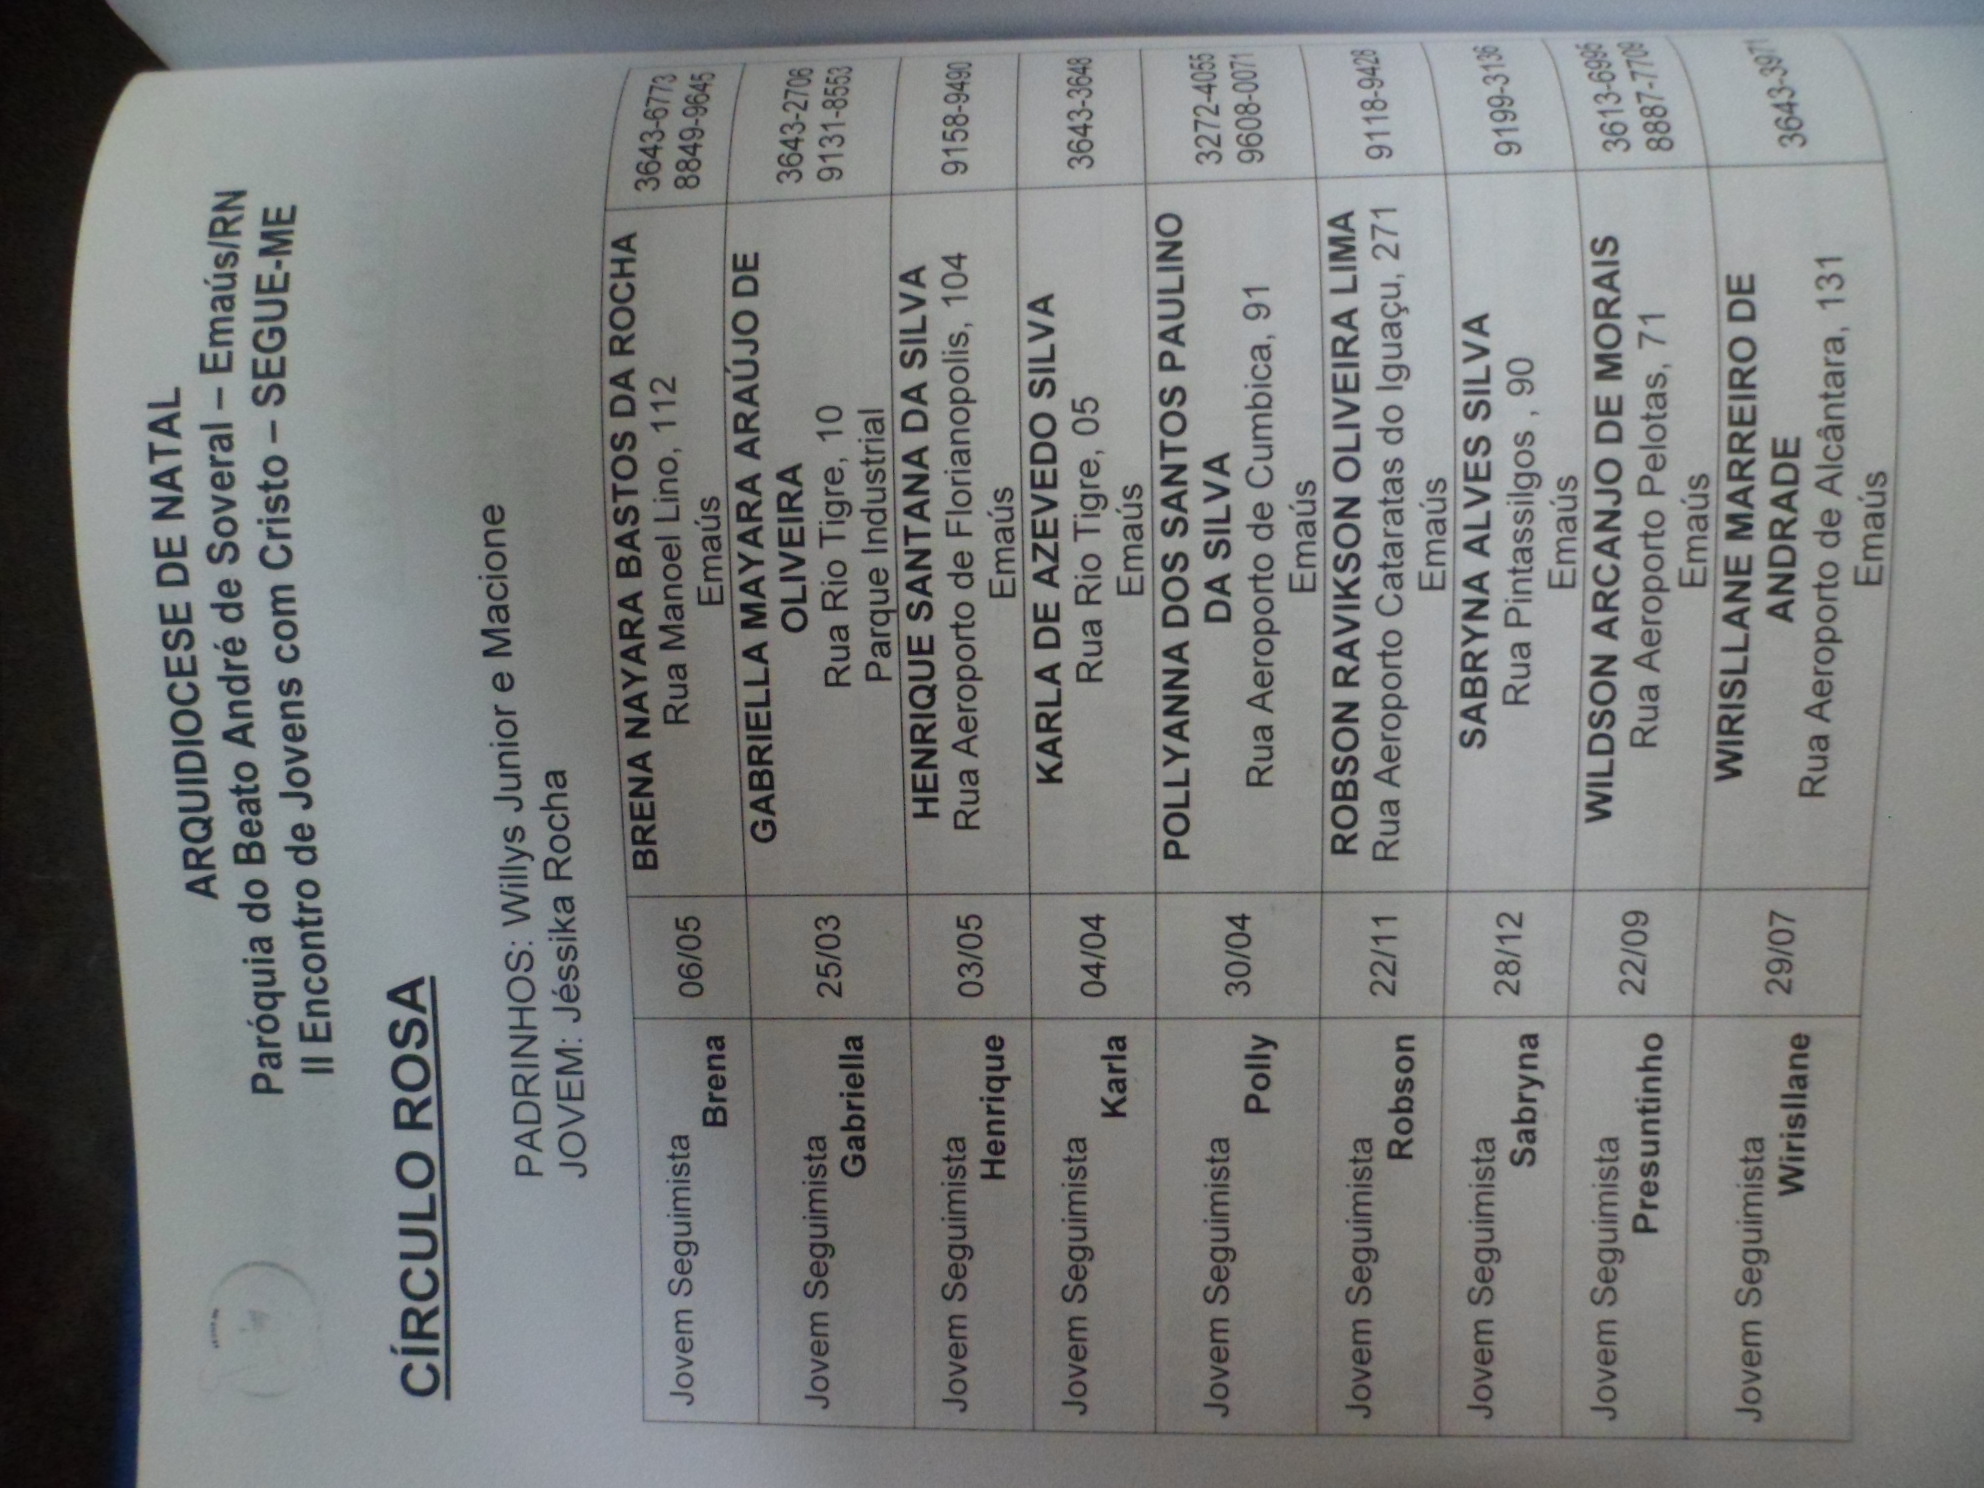 ARQUIDIOCESE DE NATAL
Paróquia do Beato André de Soveral – Emaús/RN
II Encontro de Jovens com Cristo – SEGUE-ME
CÍRCULO ROSA
PADRINHOS: Willys Junior e Macione
JOVEM: Jéssika Rocha
Jovem Seguimista
Brena
06/05
BRENA NAYARA BASTOS DA ROCHA
Rua Manoel Lino, 112
Emaús
3643-6773
8849-9645
Jovem Seguimista
Gabriella
25/03
GABRIELLA MAYARA ARAÚJO DE
OLIVEIRA
Rua Rio Tigre, 10
Parque Industrial
3643-2706
9131-8553
Jovem Seguimista
Henrique
03/05
HENRIQUE SANTANA DA SILVA
Rua Aeroporto de Florianopolis, 104
Emaús
9158-9490
Jovem Seguimista
Karla
04/04
KARLA DE AZEVEDO SILVA
Rua Rio Tigre, 05
Emaús
3643-3648
Jovem Seguimista
Polly
30/04
POLLYANNA DOS SANTOS PAULINO
DA SILVA
Rua Aeroporto de Cumbica, 91
Emaús
3272-4055
9608-0071
Jovem Seguimista
Robson
22/11
ROBSON RAVIKSON OLIVEIRA LIMA
Rua Aeroporto Cataratas do Iguaçu, 271
Emaús
9118-9428
Jovem Seguimista
Sabryna
28/12
SABRYNA ALVES SILVA
Rua Pintassilgos , 90
Emaús
9199-3136
Jovem Seguimista
Presuntinho
22/09
WILDSON ARCANJO DE MORAIS
Rua Aeroporto Pelotas, 71
Emaús
3613-6995
8887-7709
Jovem Seguimista
Wirisllane
29/07
WIRISLLANE MARREIRO DE
ANDRADE
Rua Aeroporto de Alcântara, 131
Emaús
3643-3971